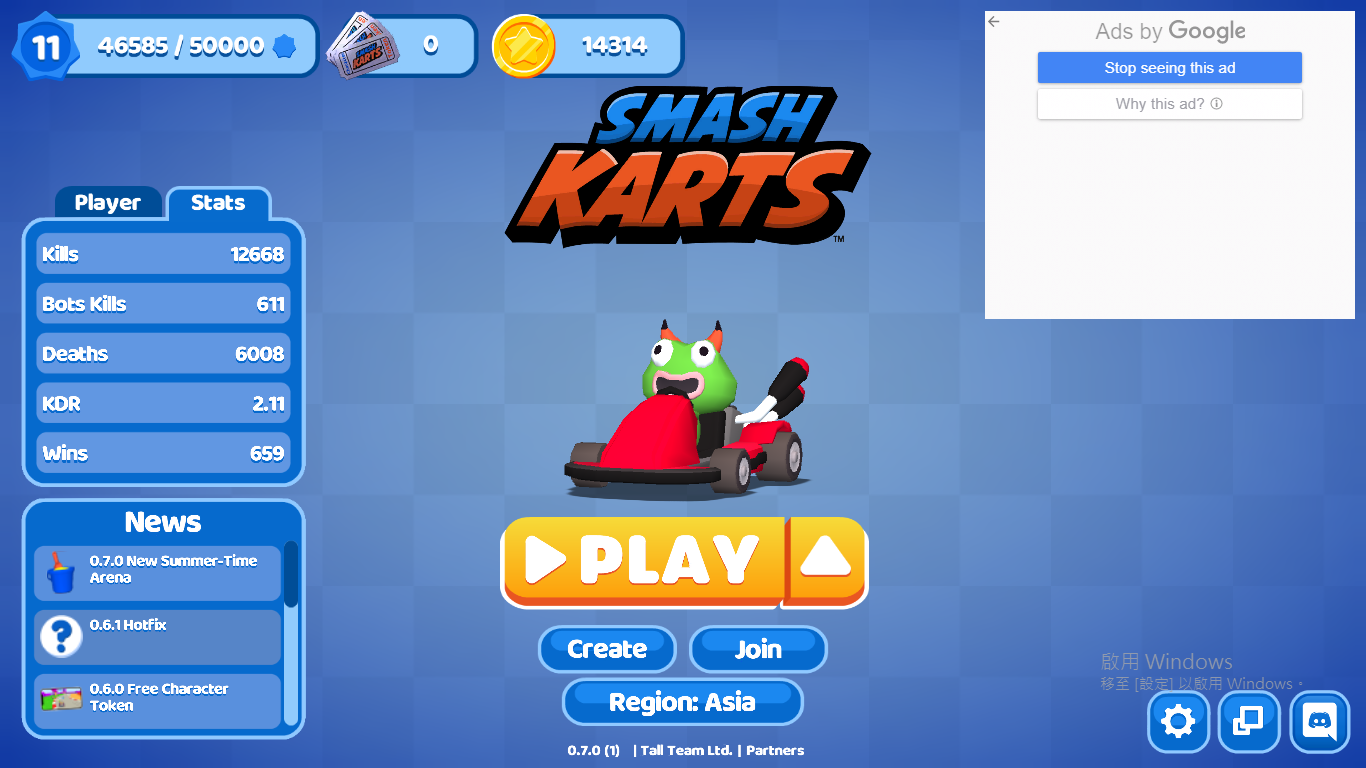 11
46585 / 50000
SMASH KARTS
0
14314
Ads by Google
Stop seeing this ad
Why this ad?
SMASH
KARTS
TM
Player
Stats
Kills 12668
Bots Kills 611
Deaths 6008
KDR 2.11
Wins 659
News
0.7.0 New Summer-Time
Arena
0.6.1 Hotfix
0.6.0 Free Character
Token
PLAY
Create
Join
Region: Asia
0.7.0 (1) | Tall Team Ltd. | Partners
啟用 Windows
移至 [設定] 以啟用 Windows。